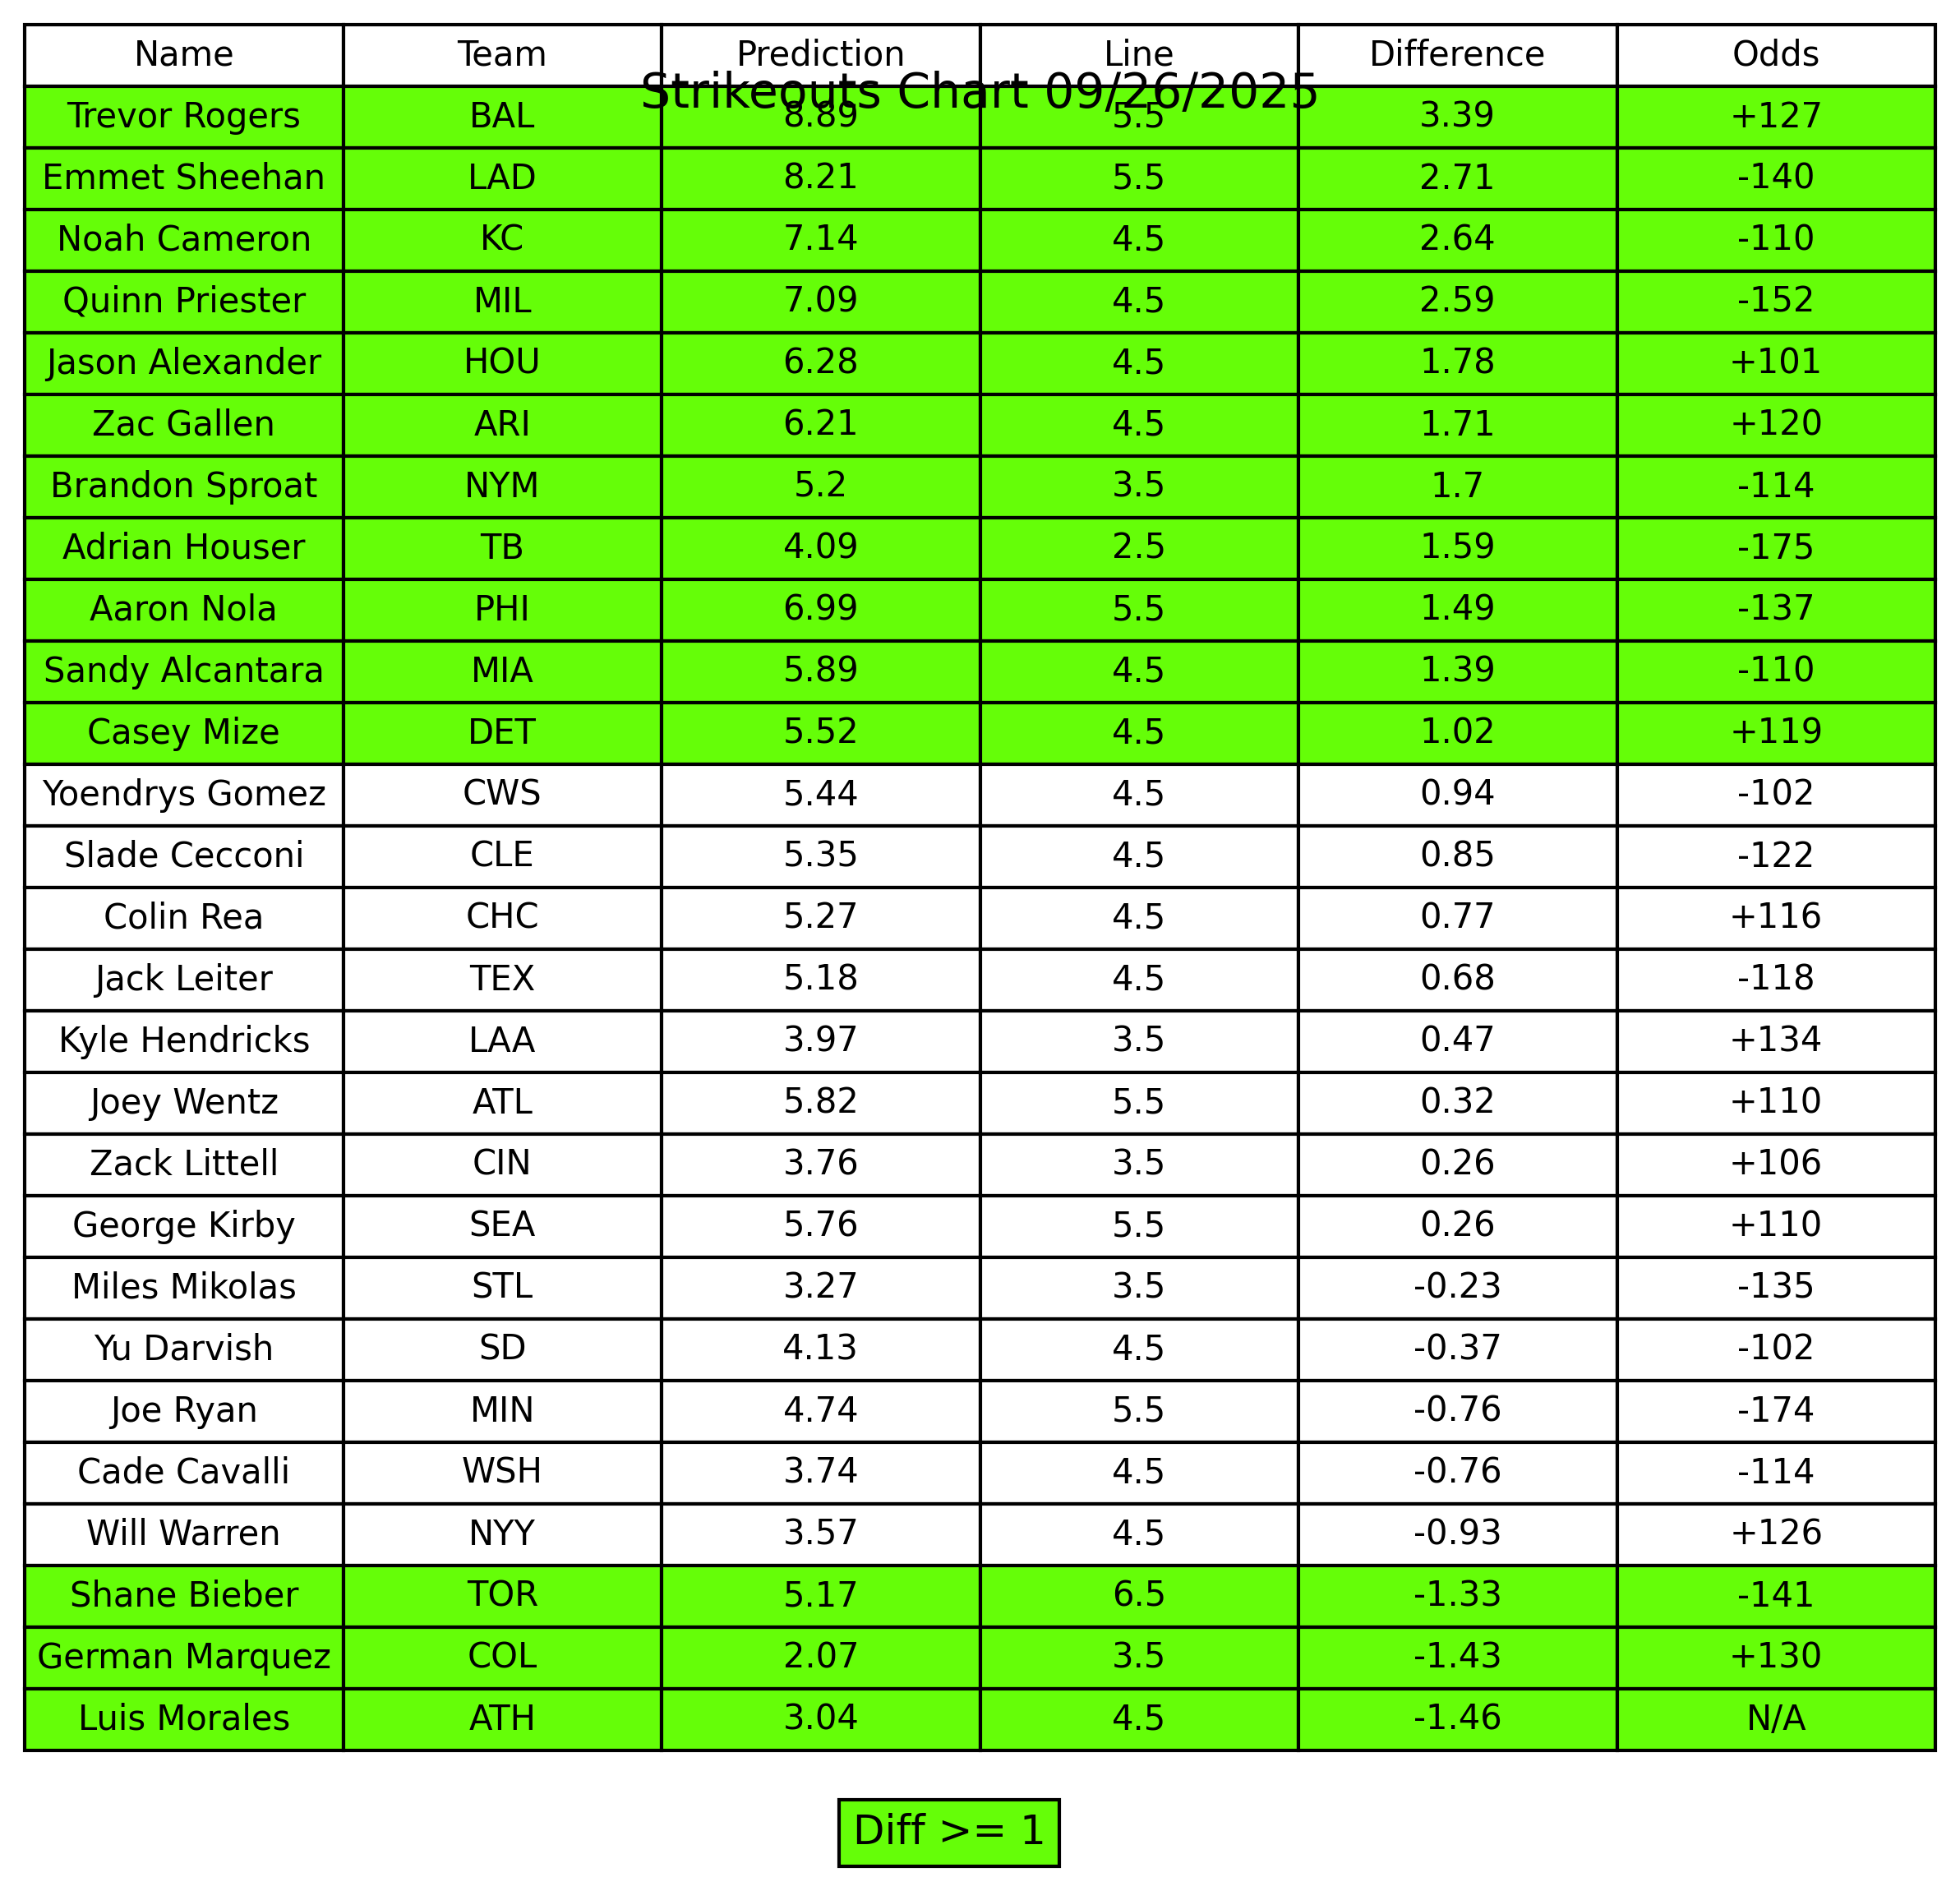 Name Team Prediction Line Difference Odds
Strikeouts Chart 09/26/2025
Trevor Rogers BAL 8.89 5.5 3.39 +127
Emmet Sheehan LAD 8.21 5.5 2.71 -140
Noah Cameron KC 7.14 4.5 2.64 -110
Quinn Priester MIL 7.09 4.5 2.59 -152
Jason Alexander HOU 6.28 4.5 1.78 +101
Zac Gallen ARI 6.21 4.5 1.71 +120
Brandon Sproat NYM 5.2 3.5 1.7 -114
Adrian Houser TB 4.09 2.5 1.59 -175
Aaron Nola PHI 6.99 5.5 1.49 -137
Sandy Alcantara MIA 5.89 4.5 1.39 -110
Casey Mize DET 5.52 4.5 1.02 +119
Yoendrys Gomez CWS 5.44 4.5 0.94 -102
Slade Cecconi CLE 5.35 4.5 0.85 -122
Colin Rea CHC 5.27 4.5 0.77 +116
Jack Leiter TEX 5.18 4.5 0.68 -118
Kyle Hendricks LAA 3.97 3.5 0.47 +134
Joey Wentz ATL 5.82 5.5 0.32 +110
Zack Littell CIN 3.76 3.5 0.26 +106
George Kirby SEA 5.76 5.5 0.26 +110
Miles Mikolas STL 3.27 3.5 -0.23 -135
Yu Darvish SD 4.13 4.5 -0.37 -102
Joe Ryan MIN 4.74 5.5 -0.76 -174
Cade Cavalli WSH 3.74 4.5 -0.76 -114
Will Warren NYY 3.57 4.5 -0.93 +126
Shane Bieber TOR 5.17 6.5 -1.33 -141
German Marquez COL 2.07 3.5 -1.43 +130
Luis Morales ATH 3.04 4.5 -1.46 N/A
Diff >= 1